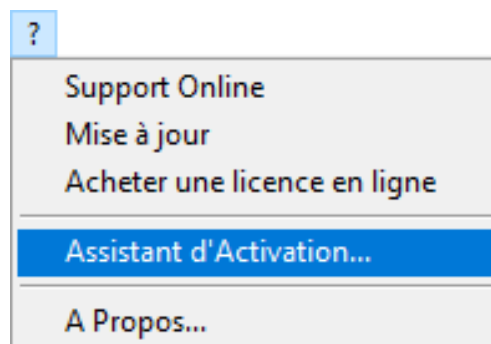 ?
Support Online
Mise à jour
Acheter une licence en ligne
Assistant d'Activation...
A Propos...